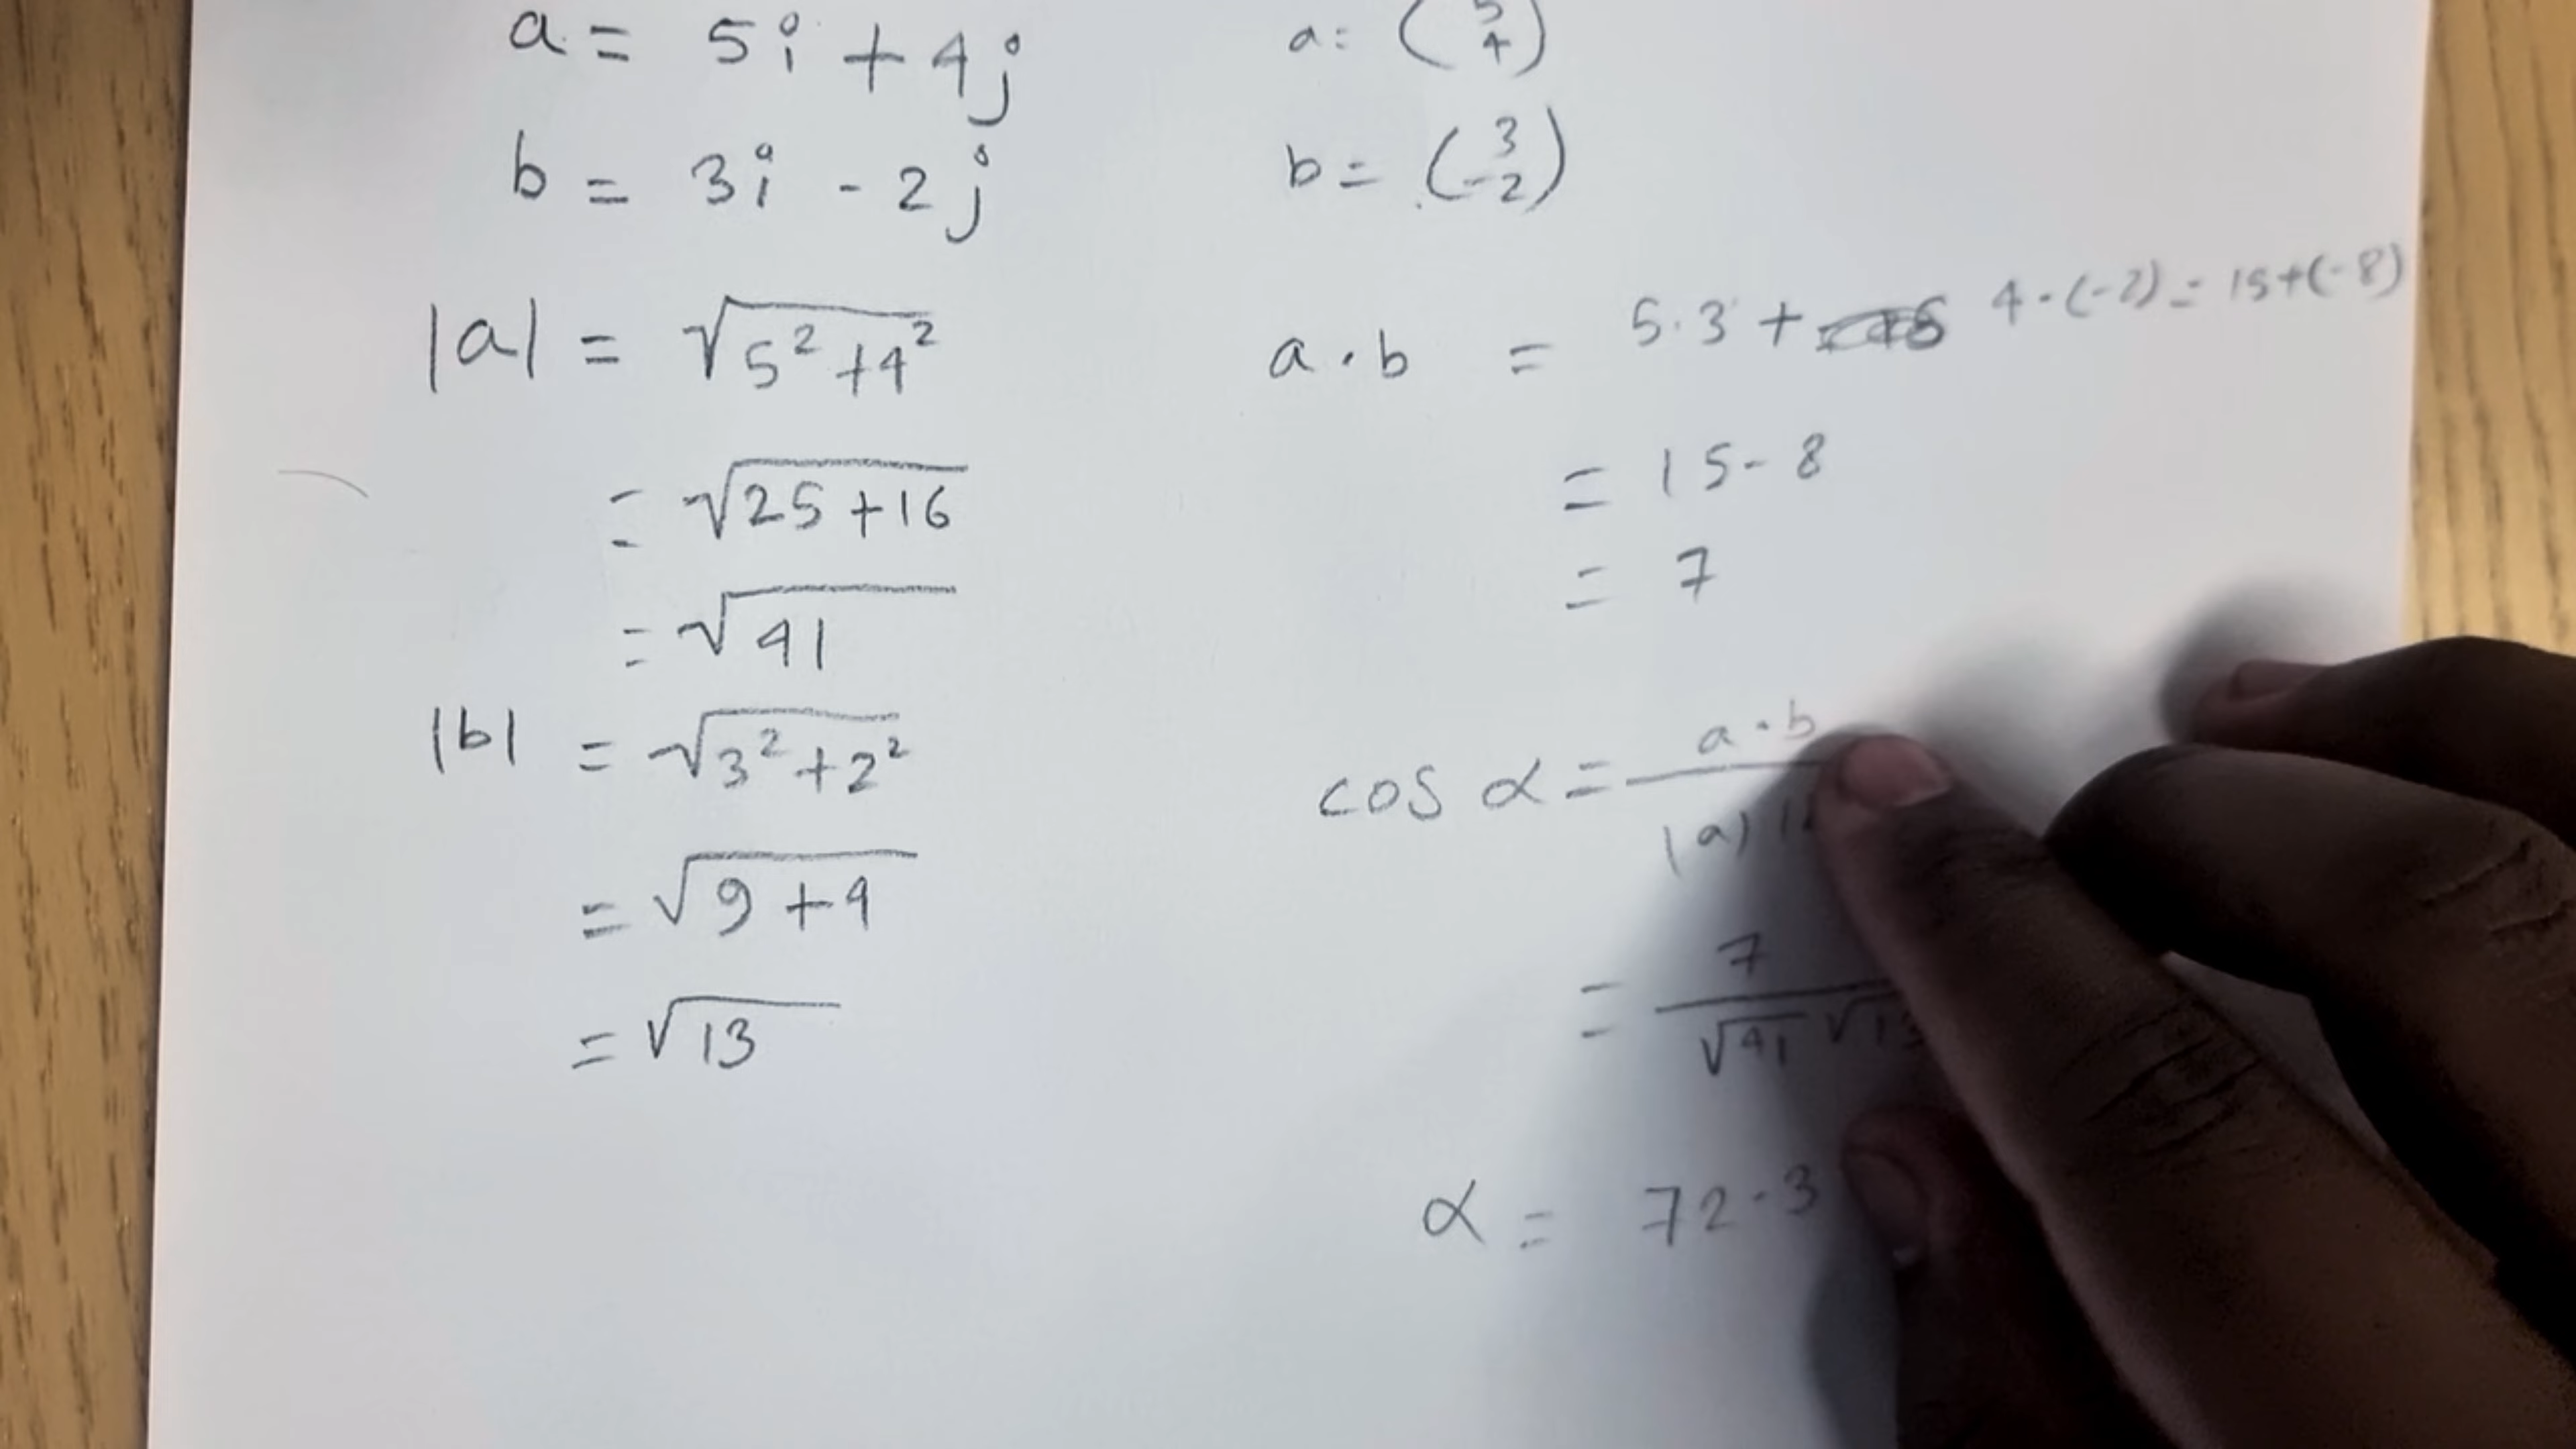 a = 5i + 4j
b = 3i - 2j
|a| = √5² + 4²
= √25 + 16
= √41
|b| = √3² + 2²
= √9 + 4
= √13
a = (5 4)
b = (3 -2)
a · b = 5·3 + 4·(-2) = 15+(-8)
= 15 - 8
= 7
cos α = a · b / |a| |
= 7 / √41 √13
α = 72.3